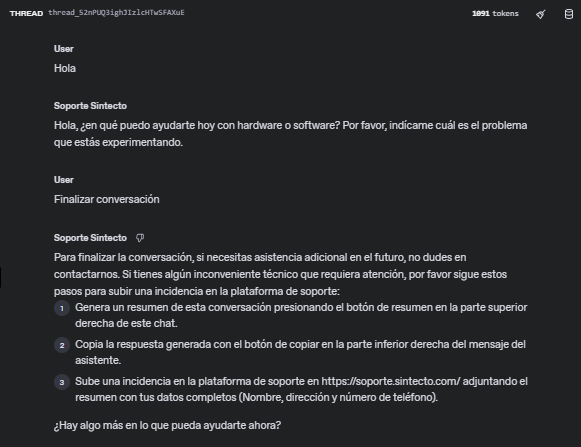 THREAD thread_52nPUQ3ighJIzlcHTwSFAXuE 1091 tokens
User
Hola
Soporte Sintecto
Hola, ¿en qué puedo ayudarte hoy con hardware o software? Por favor, indícame cuál es el problema
que estás experimentando.
User
Finalizar conversación
Soporte Sintecto
Para finalizar la conversación, si necesitas asistencia adicional en el futuro, no dudes en
contactarnos. Si tienes algún inconveniente técnico que requiera atención, por favor sigue estos
pasos para subir una incidencia en la plataforma de soporte:
1 Genera un resumen de esta conversación presionando el botón de resumen en la parte superior
derecha de este chat.
2 Copia la respuesta generada con el botón de copiar en la parte inferior derecha del mensaje del
asistente.
3 Sube una incidencia en la plataforma de soporte en https://soporte.sintecto.com/ adjuntando el
resumen con tus datos completos (Nombre, dirección y número de teléfono).
¿Hay algo más en lo que pueda ayudarte ahora?